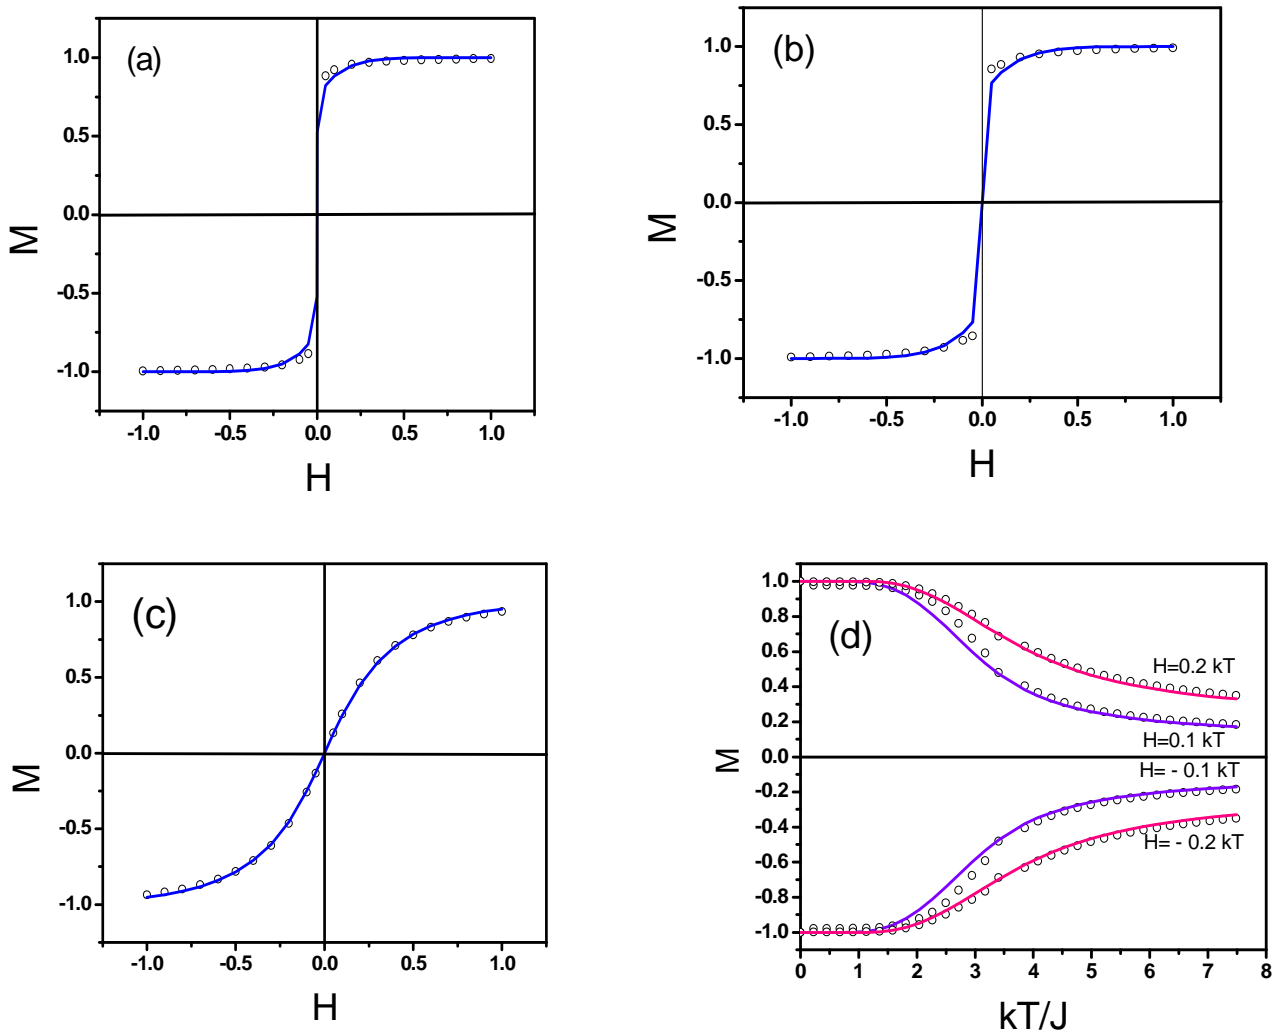 (a)
1.0
0.5
0.0
-0.5
-1.0
M
-1.0 -0.5 0.0 0.5 1.0
H
(b)
1.0
0.5
0.0
-0.5
-1.0
M
-1.0 -0.5 0.0 0.5 1.0
H
(c)
1.0
0.5
0.0
-0.5
-1.0
M
-1.0 -0.5 0.0 0.5 1.0
H
(d)
1.0
0.8
0.6
0.4
0.2
0.0
-0.2
-0.4
-0.6
-0.8
-1.0
M
H=0.2 kT
H=0.1 kT
H= - 0.1 kT
H= - 0.2 kT
0 1 2 3 4 5 6 7 8
kT/J